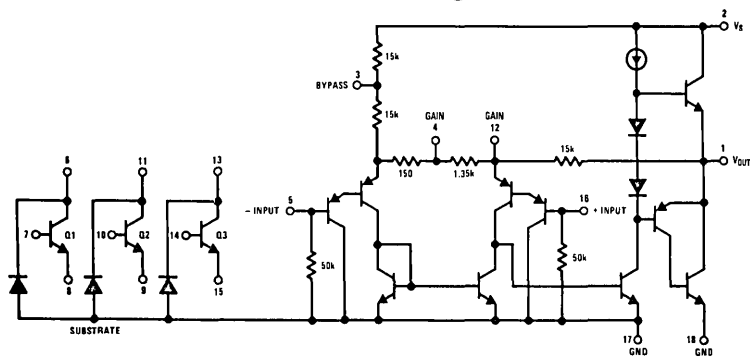 2
Vs
15k
3
BYPASS
15k
GAIN
4
GAIN
12
1
VOUT
150
1.35k
15k
6
11
13
5
- INPUT
16
+ INPUT
7
Q1
10
Q2
14
Q3
50k
50k
8
9
15
SUBSTRATE
17
GND
18
GND